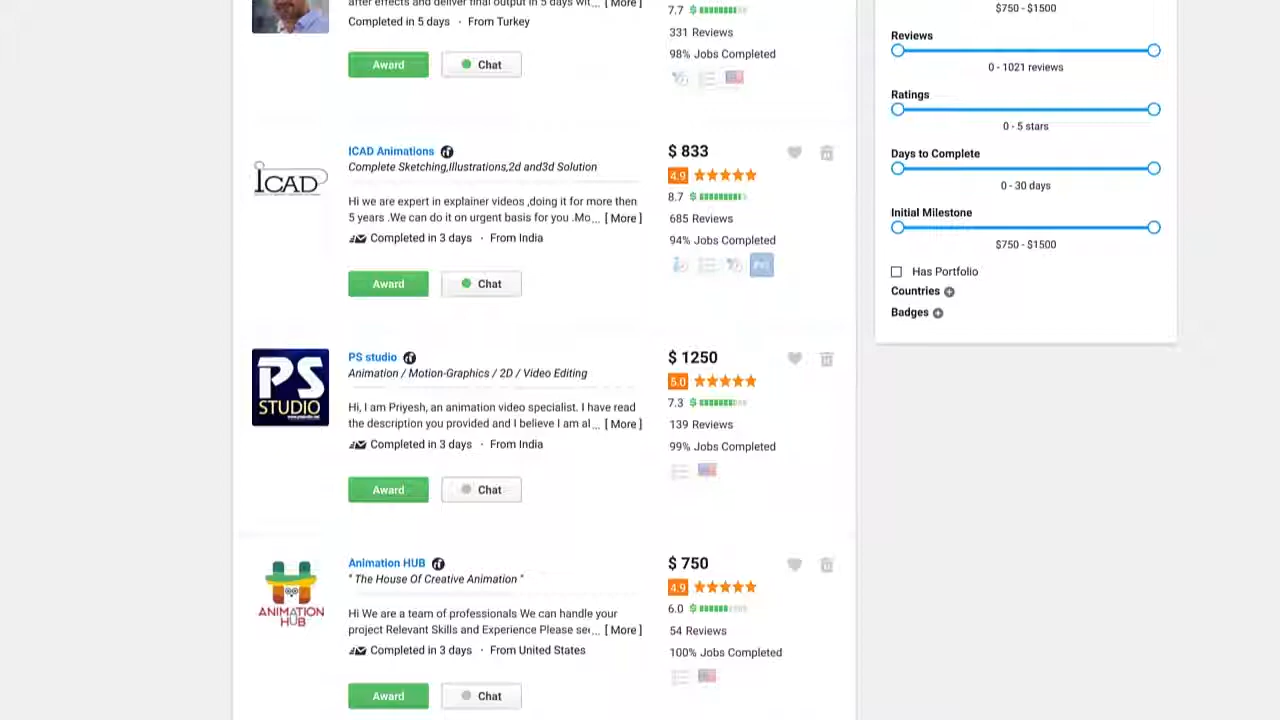 after effects and deliver final output in 5 days wit... [ More ]
Completed in 5 days · From Turkey
Award
Chat
7.7 $
331 Reviews
98% Jobs Completed
ICAD
ICAD Animations
Complete Sketching,Illustrations,2d and3d Solution
Hi we are expert in explainer videos ,doing it for more then
5 years .We can do it on urgent basis for you .Mo... [ More ]
Completed in 3 days · From India
Award
Chat
$ 833
4.9
8.7 $
685 Reviews
94% Jobs Completed
PS
STUDIO
PS studio
Animation / Motion-Graphics / 2D / Video Editing
Hi, I am Priyesh, an animation video specialist. I have read
the description you provided and I believe I am al... [ More ]
Completed in 3 days · From India
Award
Chat
$ 1250
5.0
7.3 $
139 Reviews
99% Jobs Completed
ANIMATION
HUB
Animation HUB
" The House Of Creative Animation "
Hi We are a team of professionals We can handle your
project Relevant Skills and Experience Please see... [ More ]
Completed in 3 days · From United States
Award
Chat
$ 750
4.9
6.0 $
54 Reviews
100% Jobs Completed
$750 - $1500
Reviews
0 - 1021 reviews
Ratings
0 - 5 stars
Days to Complete
0 - 30 days
Initial Milestone
$750 - $1500
Has Portfolio
Countries
Badges